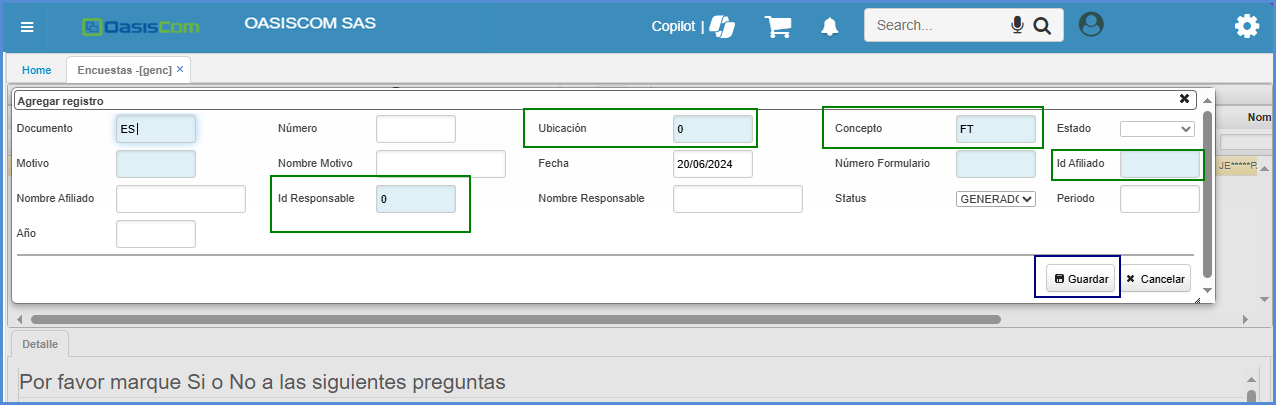 OasisCom OASISCOM SAS Copilot | Search...
Home Encuestas -[genc] ×
Agregar registro
Nom
Documento ES Número Ubicación 0 Concepto FT Estado
Motivo Nombre Motivo Fecha 20/06/2024 Número Formulario Id Afiliado JE*****P
Nombre Afiliado Id Responsable 0 Nombre Responsable Status GENERADO Periodo
Año
Guardar Cancelar
Detalle
Por favor marque Si o No a las siguientes preguntas